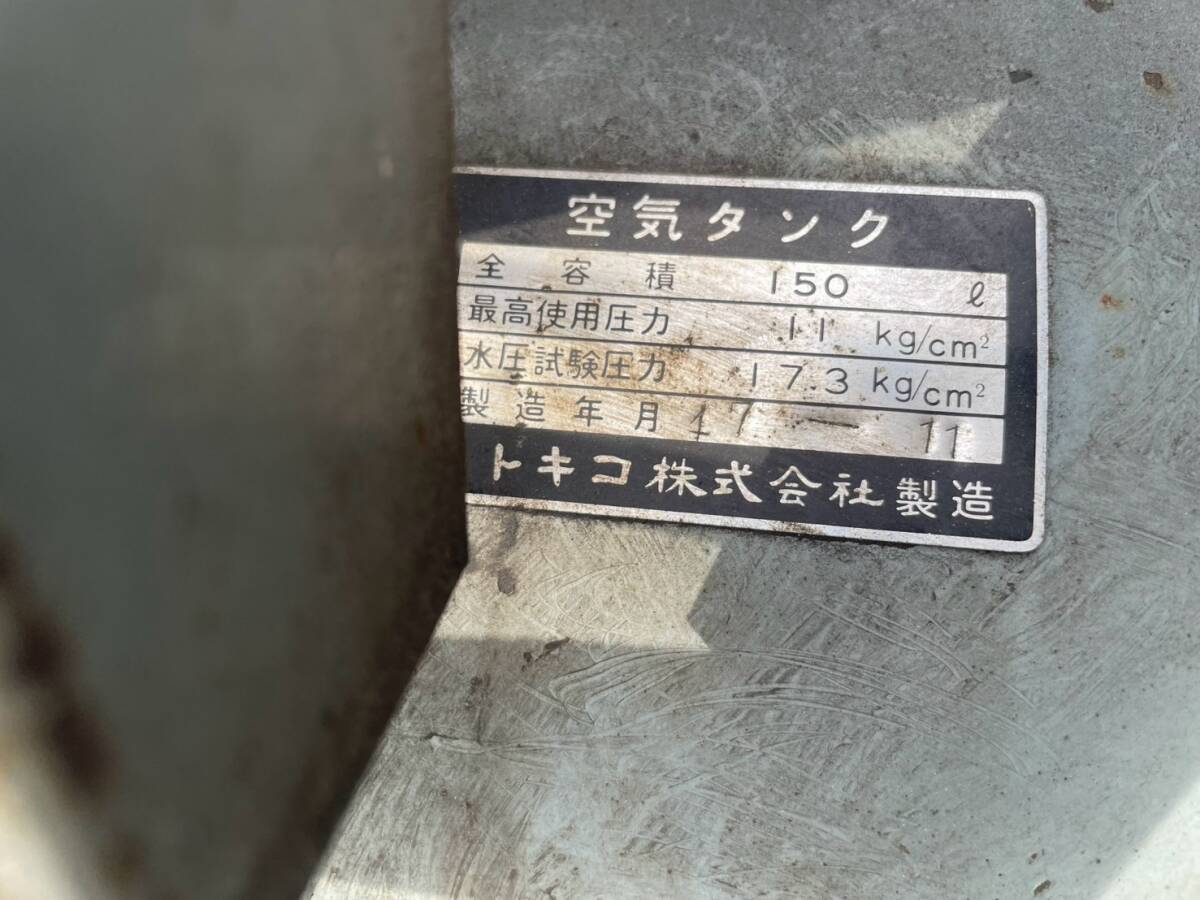 空気タンク
全容積 150 ℓ
最高使用圧力 11 kg/cm²
水圧試験圧力 17.3 kg/cm²
製造年月 17 — 11
トキコ株式会社製造